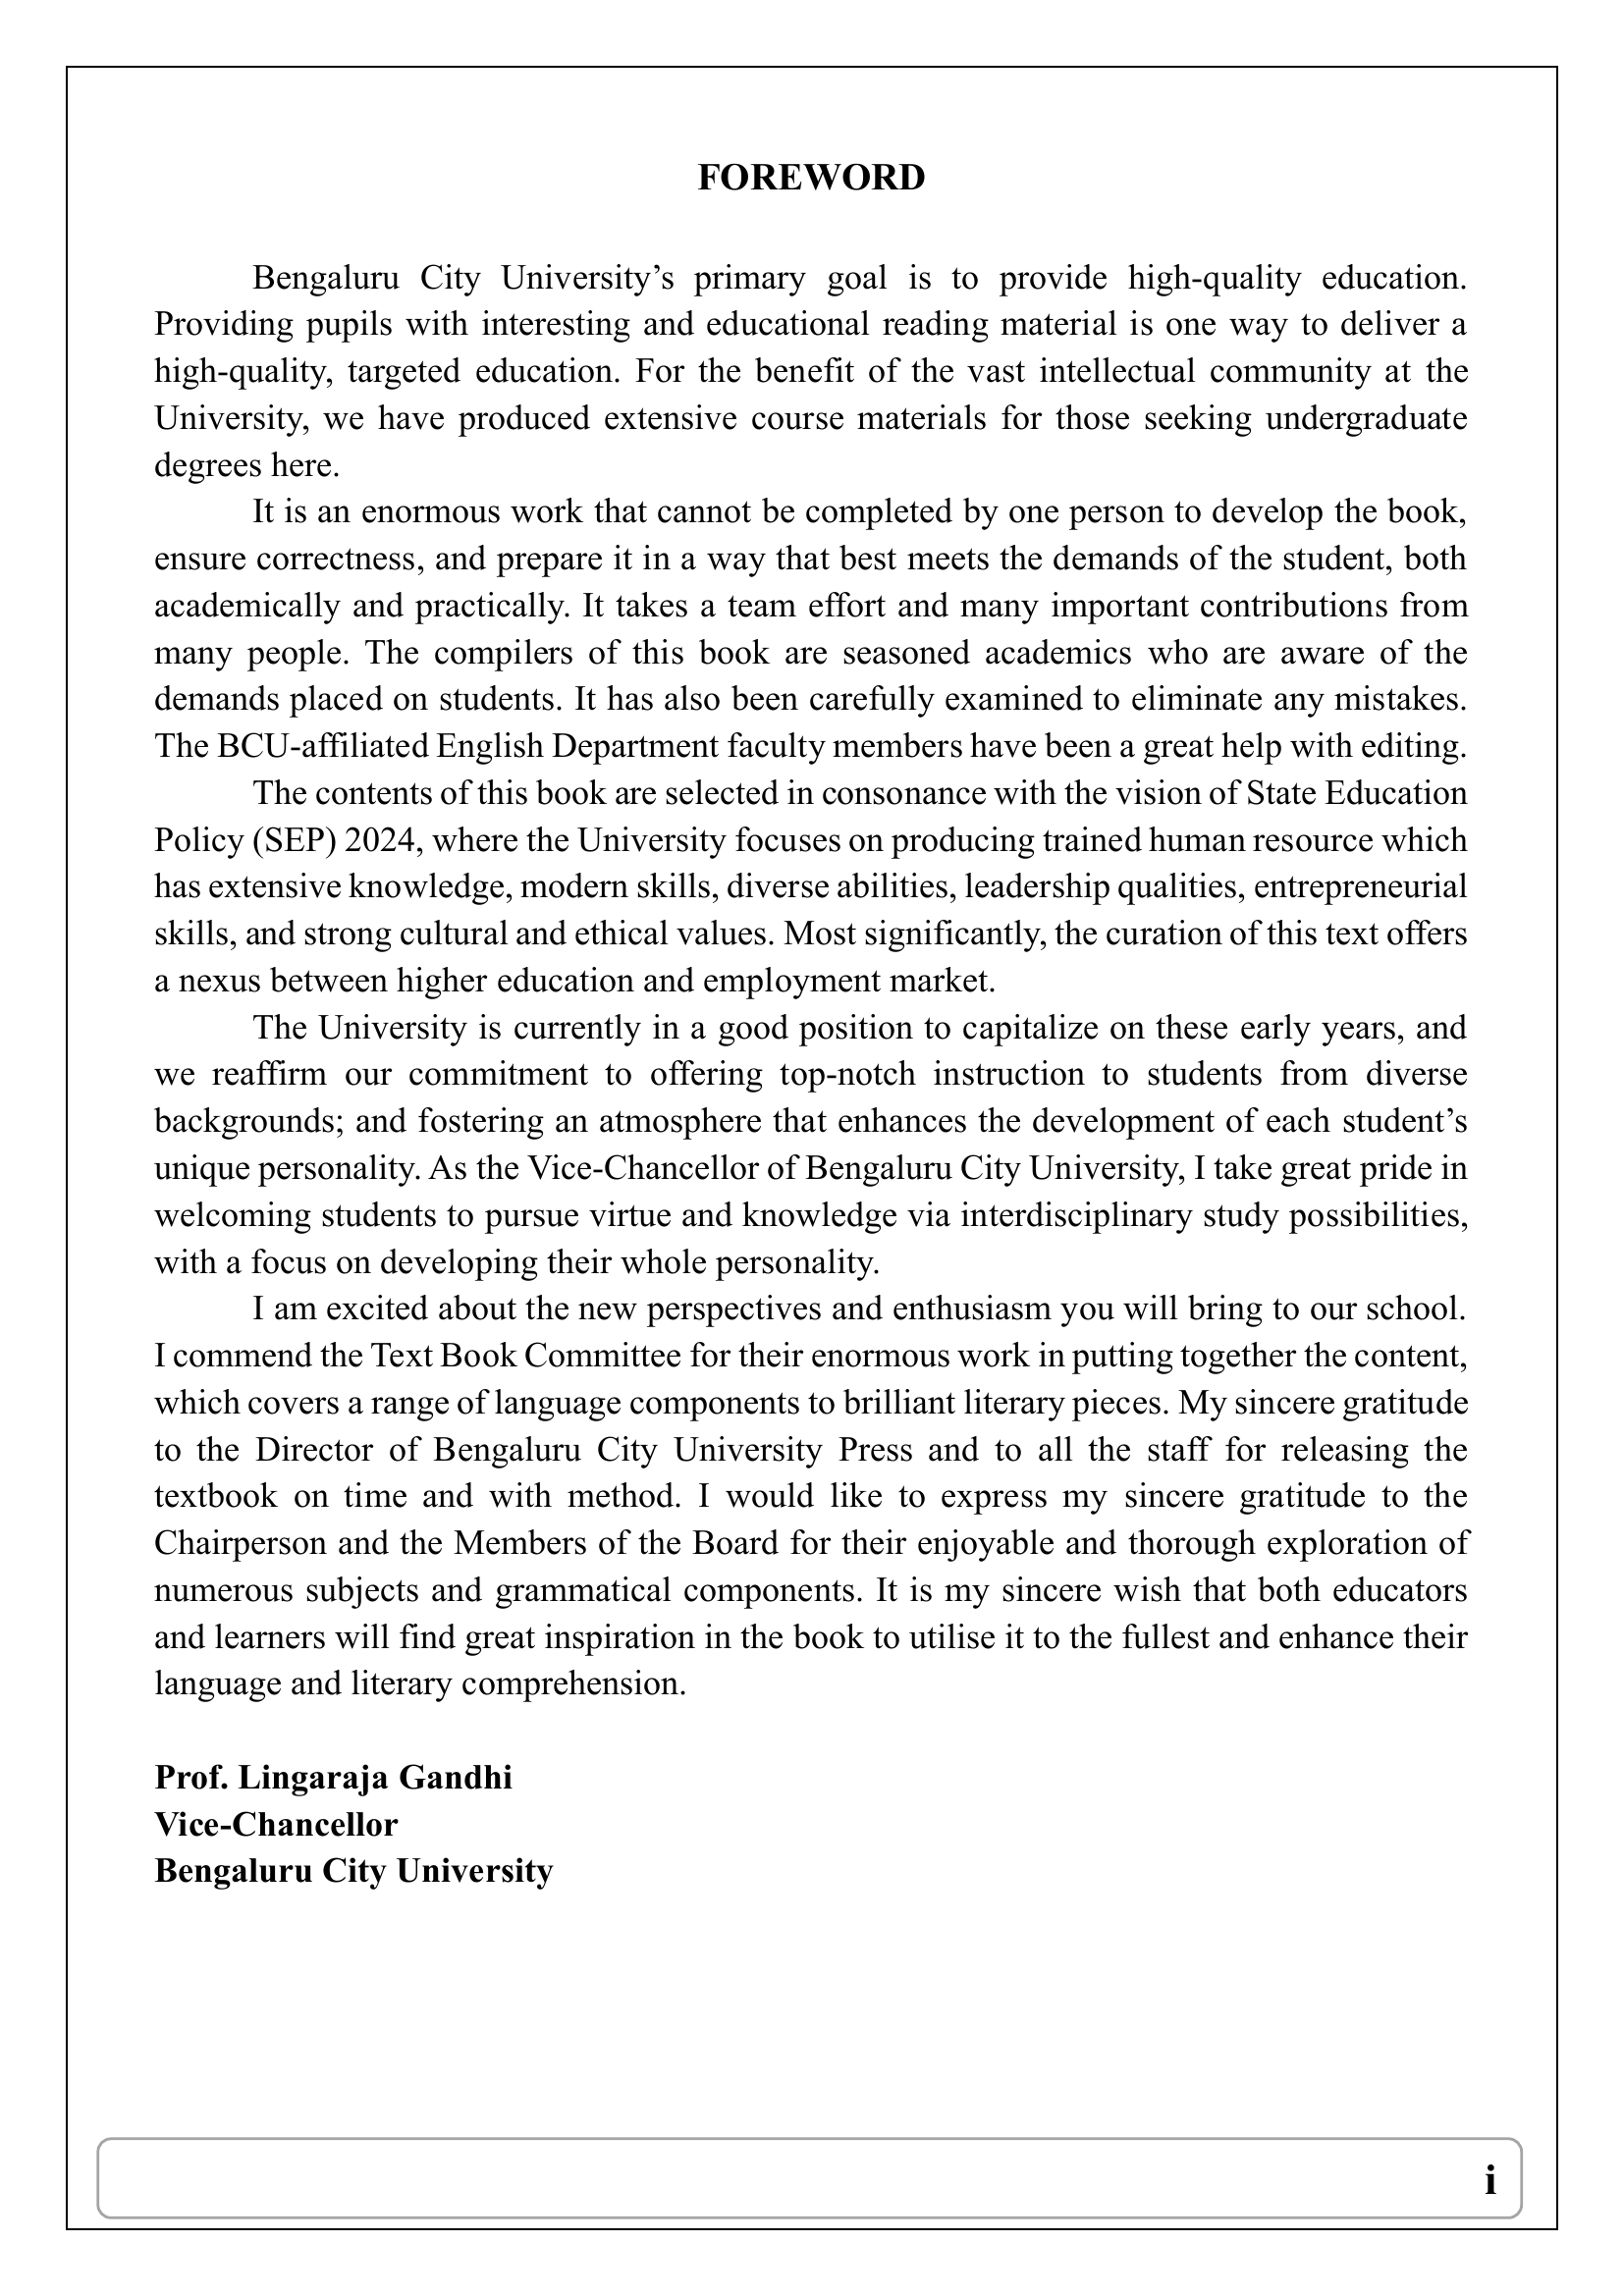 FOREWORD
Bengaluru City University’s primary goal is to provide high-quality education.
Providing pupils with interesting and educational reading material is one way to deliver a
high-quality, targeted education. For the benefit of the vast intellectual community at the
University, we have produced extensive course materials for those seeking undergraduate
degrees here.
It is an enormous work that cannot be completed by one person to develop the book,
ensure correctness, and prepare it in a way that best meets the demands of the student, both
academically and practically. It takes a team effort and many important contributions from
many people. The compilers of this book are seasoned academics who are aware of the
demands placed on students. It has also been carefully examined to eliminate any mistakes.
The BCU-affiliated English Department faculty members have been a great help with editing.
The contents of this book are selected in consonance with the vision of State Education
Policy (SEP) 2024, where the University focuses on producing trained human resource which
has extensive knowledge, modern skills, diverse abilities, leadership qualities, entrepreneurial
skills, and strong cultural and ethical values. Most significantly, the curation of this text offers
a nexus between higher education and employment market.
The University is currently in a good position to capitalize on these early years, and
we reaffirm our commitment to offering top-notch instruction to students from diverse
backgrounds; and fostering an atmosphere that enhances the development of each student’s
unique personality. As the Vice-Chancellor of Bengaluru City University, I take great pride in
welcoming students to pursue virtue and knowledge via interdisciplinary study possibilities,
with a focus on developing their whole personality.
I am excited about the new perspectives and enthusiasm you will bring to our school.
I commend the Text Book Committee for their enormous work in putting together the content,
which covers a range of language components to brilliant literary pieces. My sincere gratitude
to the Director of Bengaluru City University Press and to all the staff for releasing the
textbook on time and with method. I would like to express my sincere gratitude to the
Chairperson and the Members of the Board for their enjoyable and thorough exploration of
numerous subjects and grammatical components. It is my sincere wish that both educators
and learners will find great inspiration in the book to utilise it to the fullest and enhance their
language and literary comprehension.
Prof. Lingaraja Gandhi
Vice-Chancellor
Bengaluru City University
i